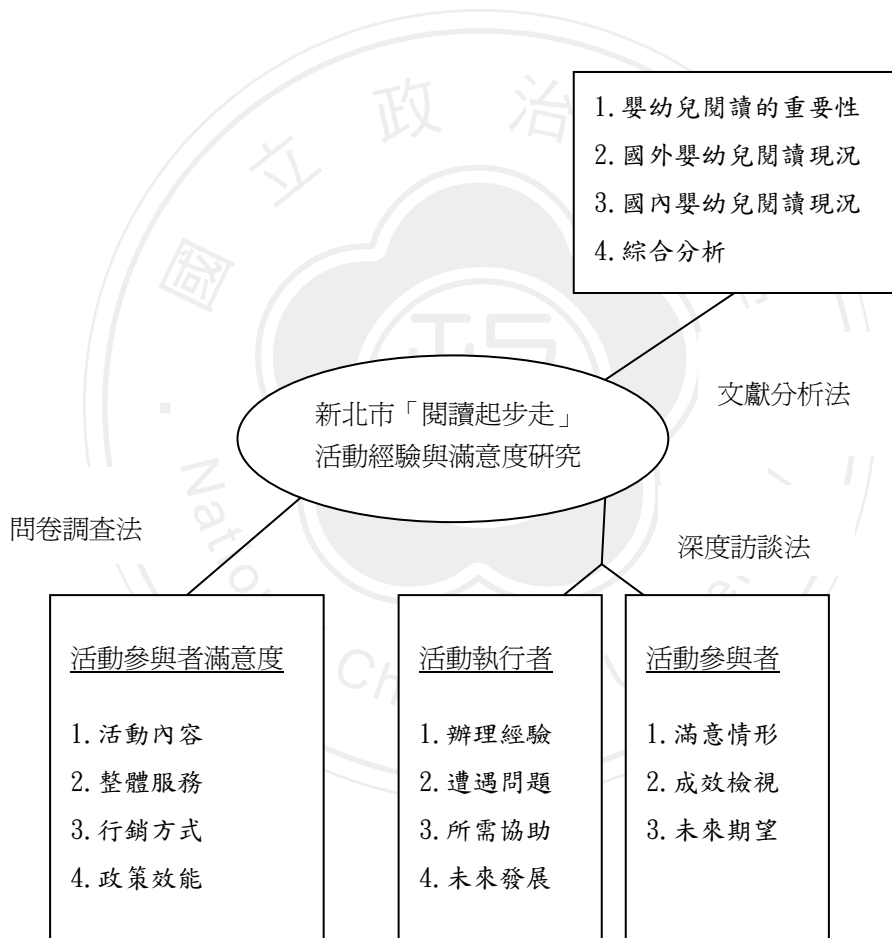 1.嬰幼兒閱讀的重要性
2.國外嬰幼兒閱讀現況
3.國內嬰幼兒閱讀現況
4.綜合分析
新北市「閱讀起步走」
活動經驗與滿意度研究
文獻分析法
問卷調查法
深度訪談法
活動參與者滿意度
1.活動內容
2.整體服務
3.行銷方式
4.政策效能
活動執行者
1.辦理經驗
2.遭遇問題
3.所需協助
4.未來發展
活動參與者
1.滿意情形
2.成效檢視
3.未來期望
國立政治